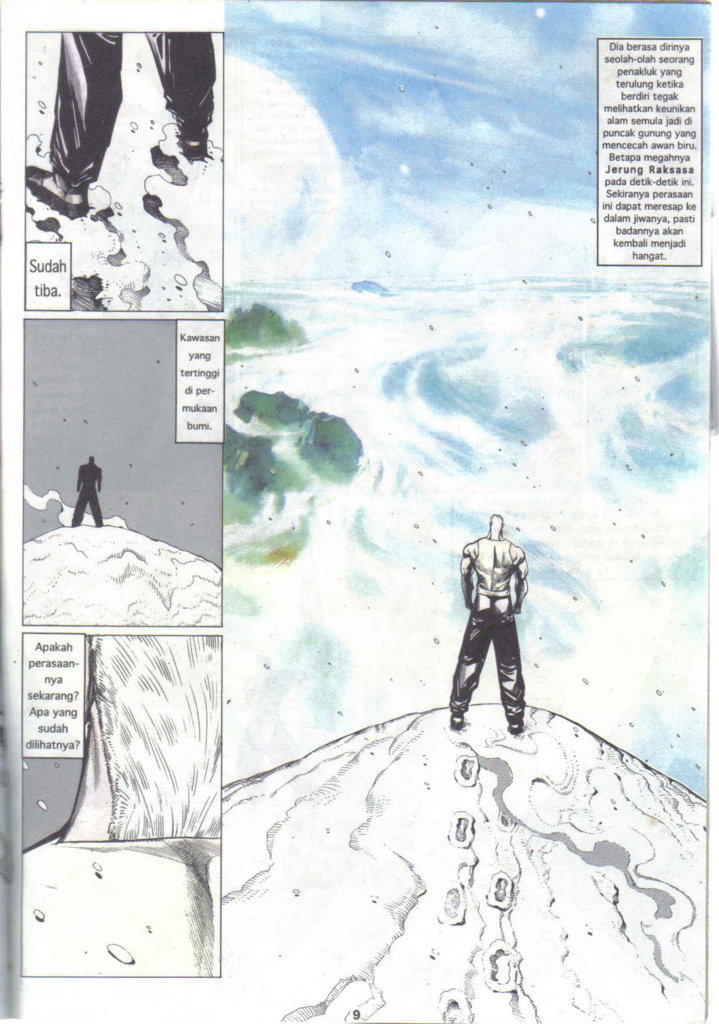 Sudah
tiba.
Kawasan
yang
tertinggi
di per-
mukaan
bumi.
Apakah
perasaan-
nya
sekarang?
Apa yang
sudah
dilihatnya?
Dia berasa dirinya
seolah-olah seorang
penakluk yang
terulung ketika
berdiri tegak
melihatkan keunikan
alam semula jadi di
puncak gunung yang
mencecah awan biru.
Betapa megahnya
Jerung Raksasa
pada detik-detik ini.
Sekiranya perasaan
ini dapat meresap ke
dalam jiwanya, pasti
badannya akan
kembali menjadi
hangat.
9